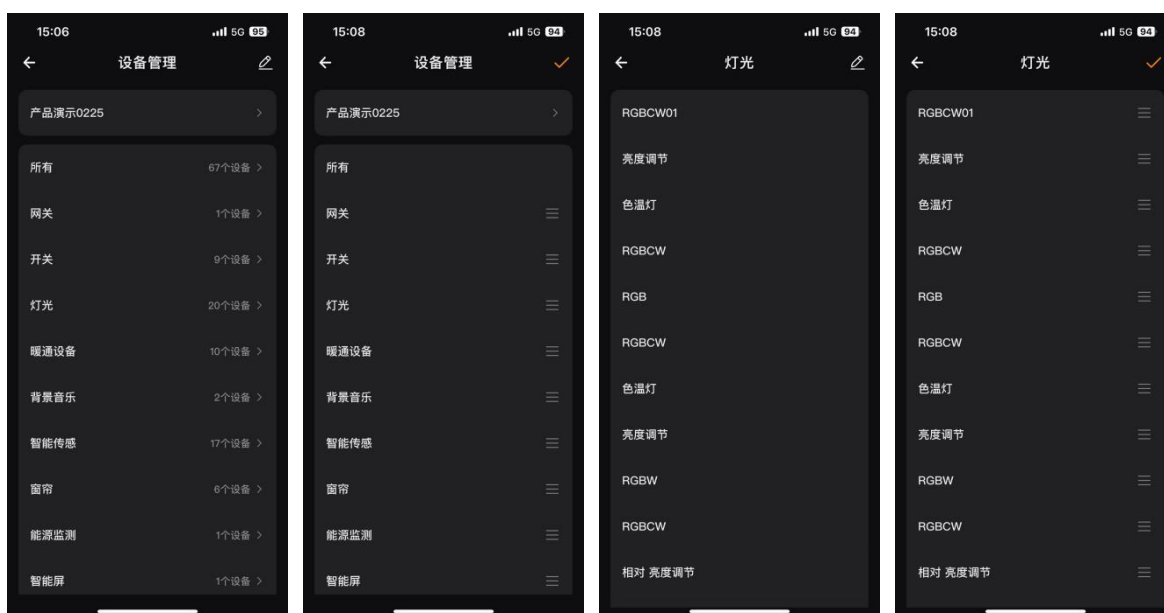 15:06
5G 95
设备管理
产品演示0225
所有 67个设备
网关 1个设备
开关 9个设备
灯光 20个设备
暖通设备 10个设备
背景音乐 2个设备
智能传感 17个设备
窗帘 6个设备
能源监测 1个设备
智能屏 1个设备
15:08
5G 94
设备管理
产品演示0225
所有
网关
开关
灯光
暖通设备
背景音乐
智能传感
窗帘
能源监测
智能屏
15:08
5G 94
灯光
RGBCW01
亮度调节
色温灯
RGBCW
RGB
RGBCW
色温灯
亮度调节
RGBW
RGBCW
相对 亮度调节
15:08
5G 94
灯光
RGBCW01
亮度调节
色温灯
RGBCW
RGB
RGBCW
色温灯
亮度调节
RGBW
RGBCW
相对 亮度调节